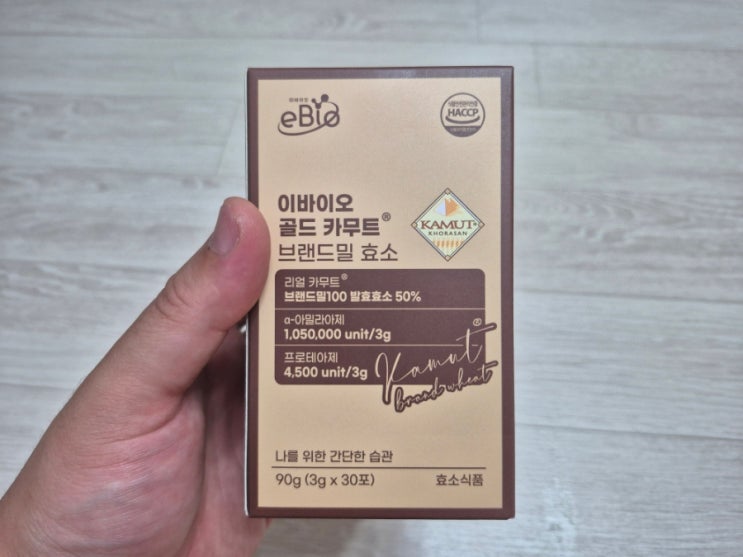 이바이오
eBio
HACCP
이바이오
골드 카무트®
브랜드밀 효소
KAMUT
KHORASAN
리얼 카무트®
브랜드밀100 발효효소 50%
α-아밀라아제
1,050,000 unit/3g
프로테아제
4,500 unit/3g
Kamut ®
brand wheat
나를 위한 간단한 습관
90g (3g x 30포)
효소식품